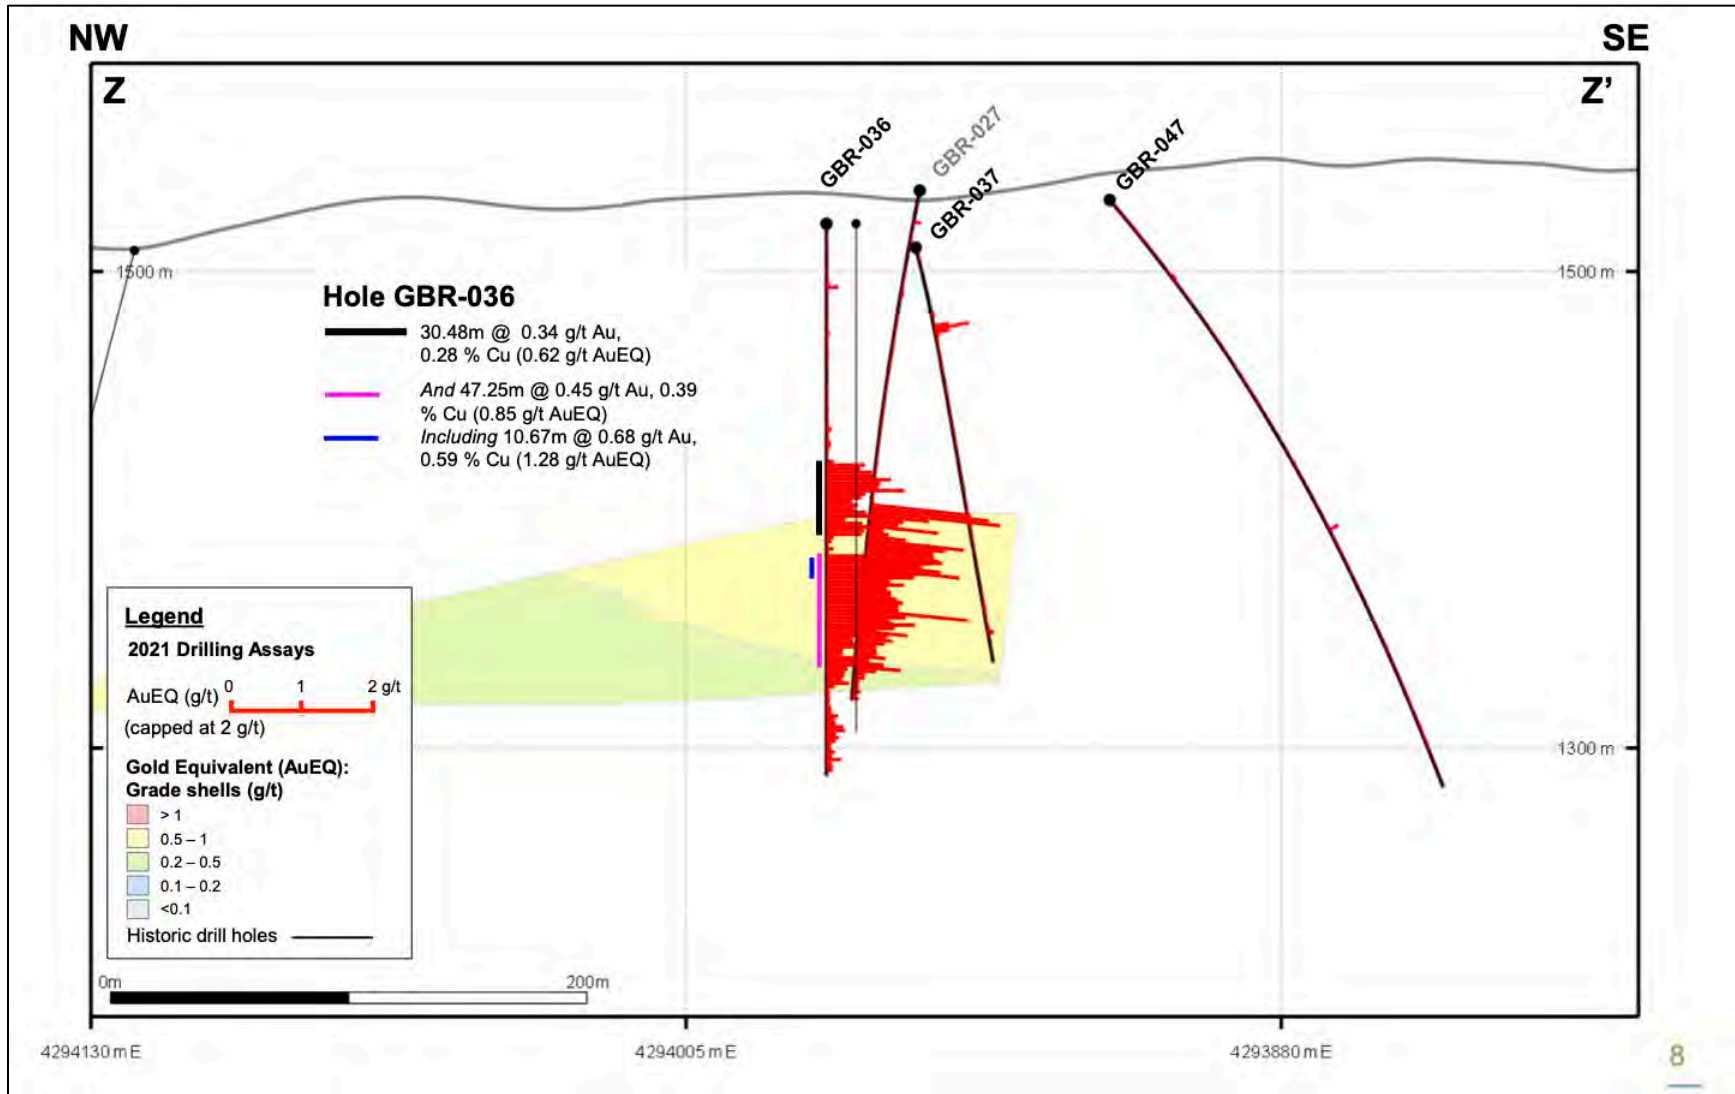 NW
SE
Z
Z’
GBR-036
GBR-027
GBR-037
GBR-047
1500 m
1500 m
Hole GBR-036
30.48m @ 0.34 g/t Au,
0.28 % Cu (0.62 g/t AuEQ)
And 47.25m @ 0.45 g/t Au, 0.39
% Cu (0.85 g/t AuEQ)
Including 10.67m @ 0.68 g/t Au,
0.59 % Cu (1.28 g/t AuEQ)
Legend
2021 Drilling Assays
AuEQ (g/t) 0 1 2 g/t
(capped at 2 g/t)
Gold Equivalent (AuEQ):
Grade shells (g/t)
> 1
0.5 – 1
0.2 – 0.5
0.1 – 0.2
<0.1
Historic drill holes
1300 m
0m 200m
4294130 m E
4294005 m E
4293880 m E
8